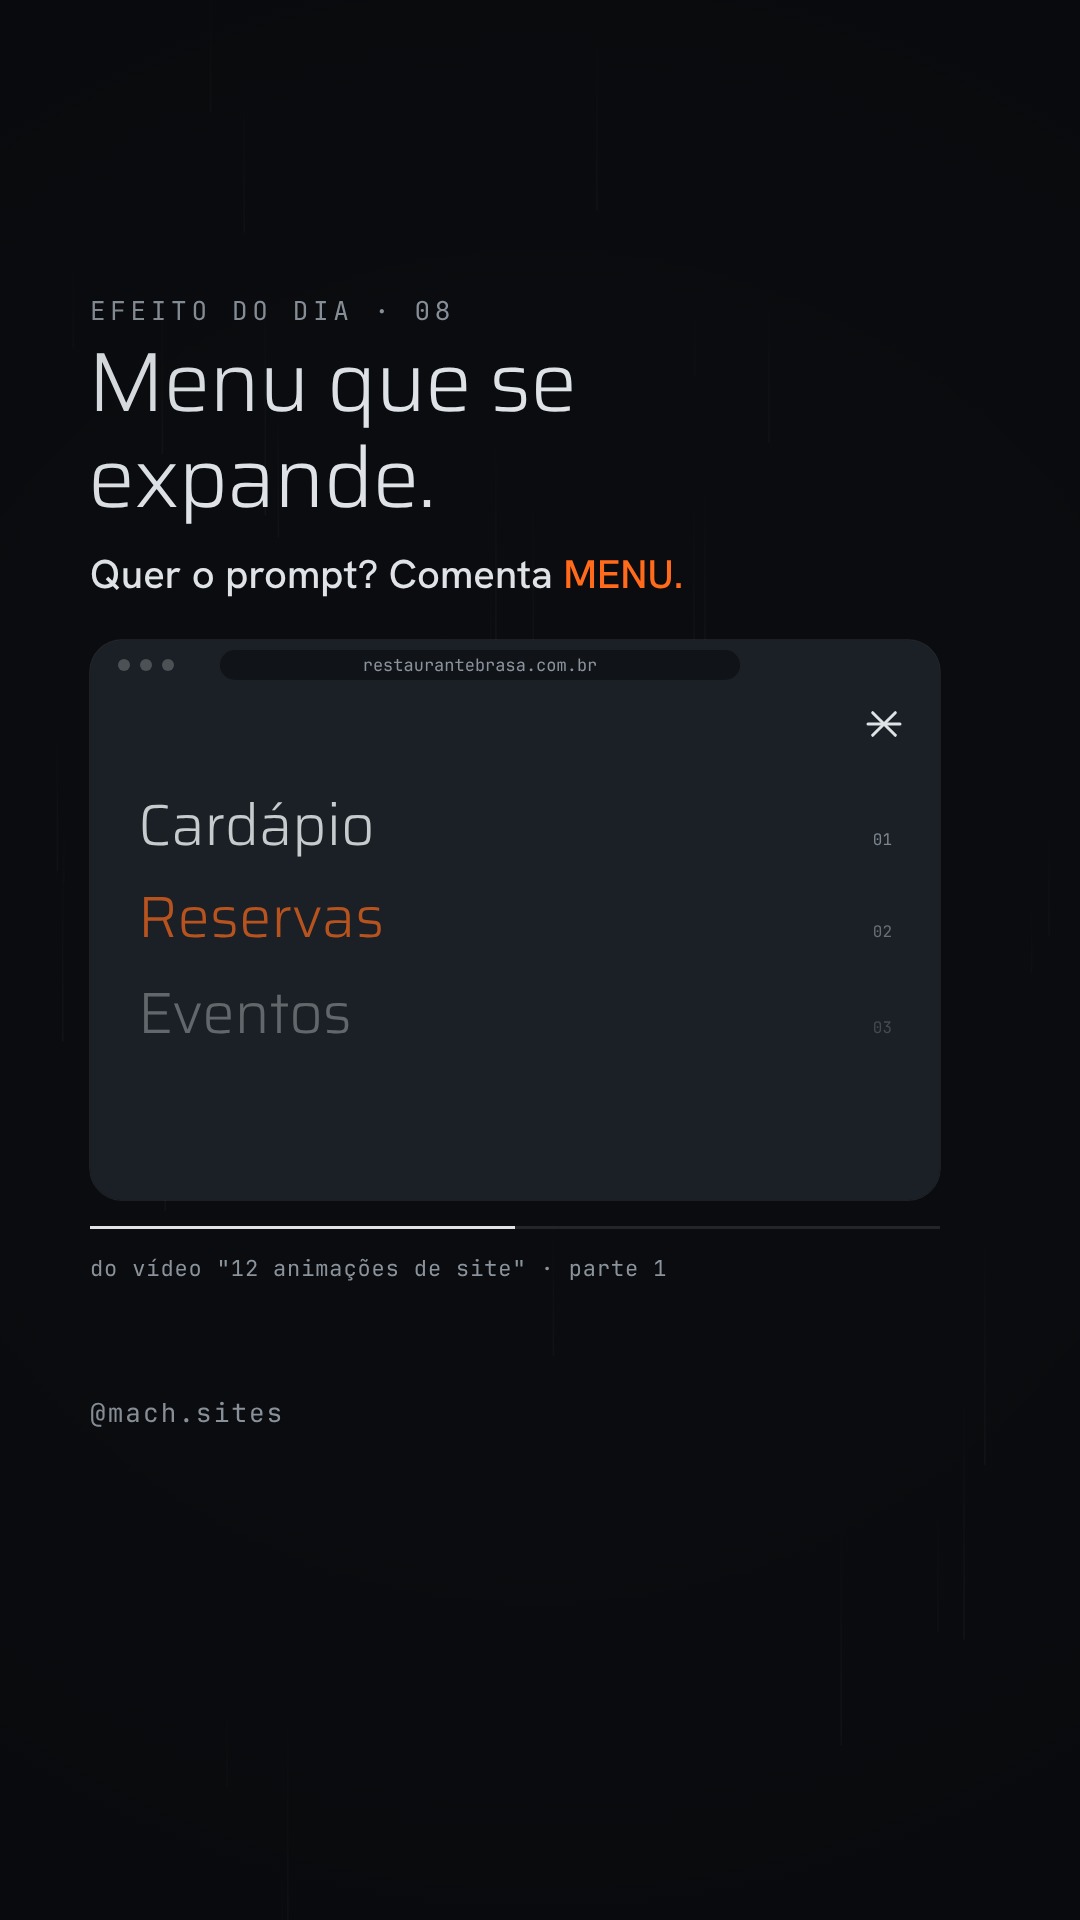 EFEITO DO DIA · 08
Menu que se
expande.
Quer o prompt? Comenta MENU.
restaurantebrasa.com.br
Cardápio 01
Reservas 02
Eventos 03
do vídeo "12 animações de site" · parte 1
@mach.sites